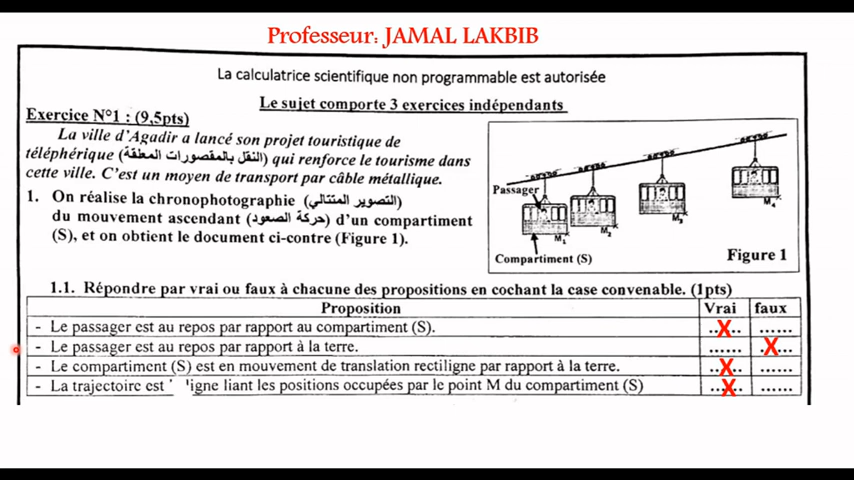 Professeur: JAMAL LAKBIB
La calculatrice scientifique non programmable est autorisée
Le sujet comporte 3 exercices indépendants
Exercice N°1 : (9,5pts)
La ville d'Agadir a lancé son projet touristique de
téléphérique (النقل بالمقصورات المعلقة) qui renforce le tourisme dans
cette ville. C'est un moyen de transport par câble métallique.
1. On réalise la chronophotographie (التصوير المتتالي)
du mouvement ascendant (حركة الصعود) d'un compartiment
(S), et on obtient le document ci-contre (Figure 1).
Passager
M1
M2
M3
M4
Compartiment (S)
Figure 1
1.1. Répondre par vrai ou faux à chacune des propositions en cochant la case convenable. (1pts)
Proposition Vrai faux
- Le passager est au repos par rapport au compartiment (S). ..X.. ......
- Le passager est au repos par rapport à la terre. ...... .X...
- Le compartiment (S) est en mouvement de translation rectiligne par rapport à la terre. ..X.. ......
- La trajectoire est igne liant les positions occupées par le point M du compartiment (S) ...X.. ......